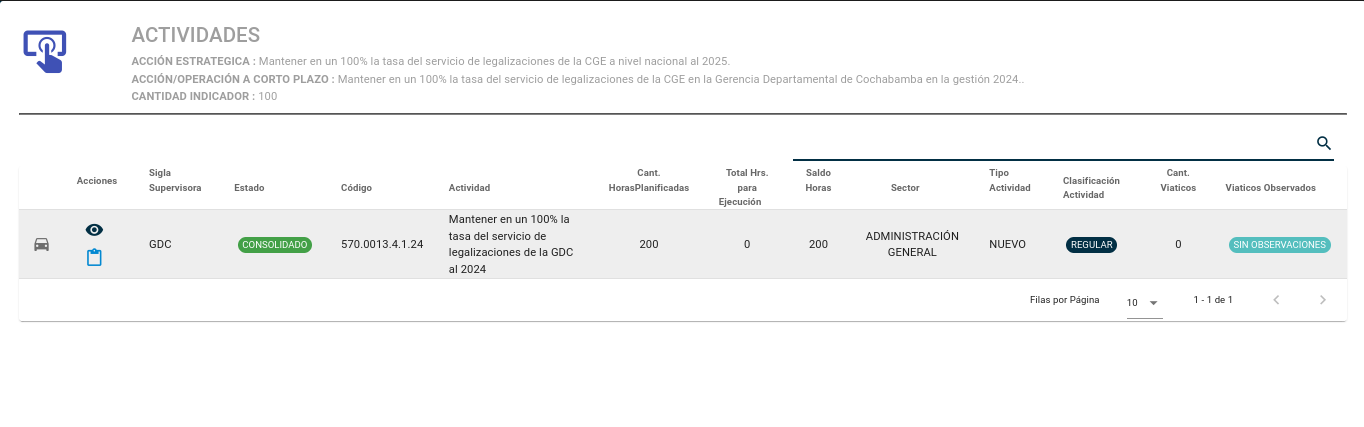 ACTIVIDADES
ACCIÓN ESTRATEGICA : Mantener en un 100% la tasa del servicio de legalizaciones de la CGE a nivel nacional al 2025.
ACCIÓN/OPERACIÓN A CORTO PLAZO : Mantener en un 100% la tasa del servicio de legalizaciones de la CGE en la Gerencia Departamental de Cochabamba en la gestión 2024..
CANTIDAD INDICADOR : 100
Acciones
Sigla
Supervisora
Estado
Código
Actividad
Cant.
HorasPlanificadas
Total Hrs.
para
Ejecución
Saldo
Horas
Sector
Tipo
Actividad
Clasificación
Actividad
Cant.
Viaticos
Viaticos Observados
GDC
CONSOLIDADO
570.0013.4.1.24
Mantener en un 100% la
tasa del servicio de
legalizaciones de la GDC
al 2024
200
0
200
ADMINISTRACIÓN
GENERAL
NUEVO
REGULAR
0
SIN OBSERVACIONES
Filas por Página
10
1 - 1 de 1